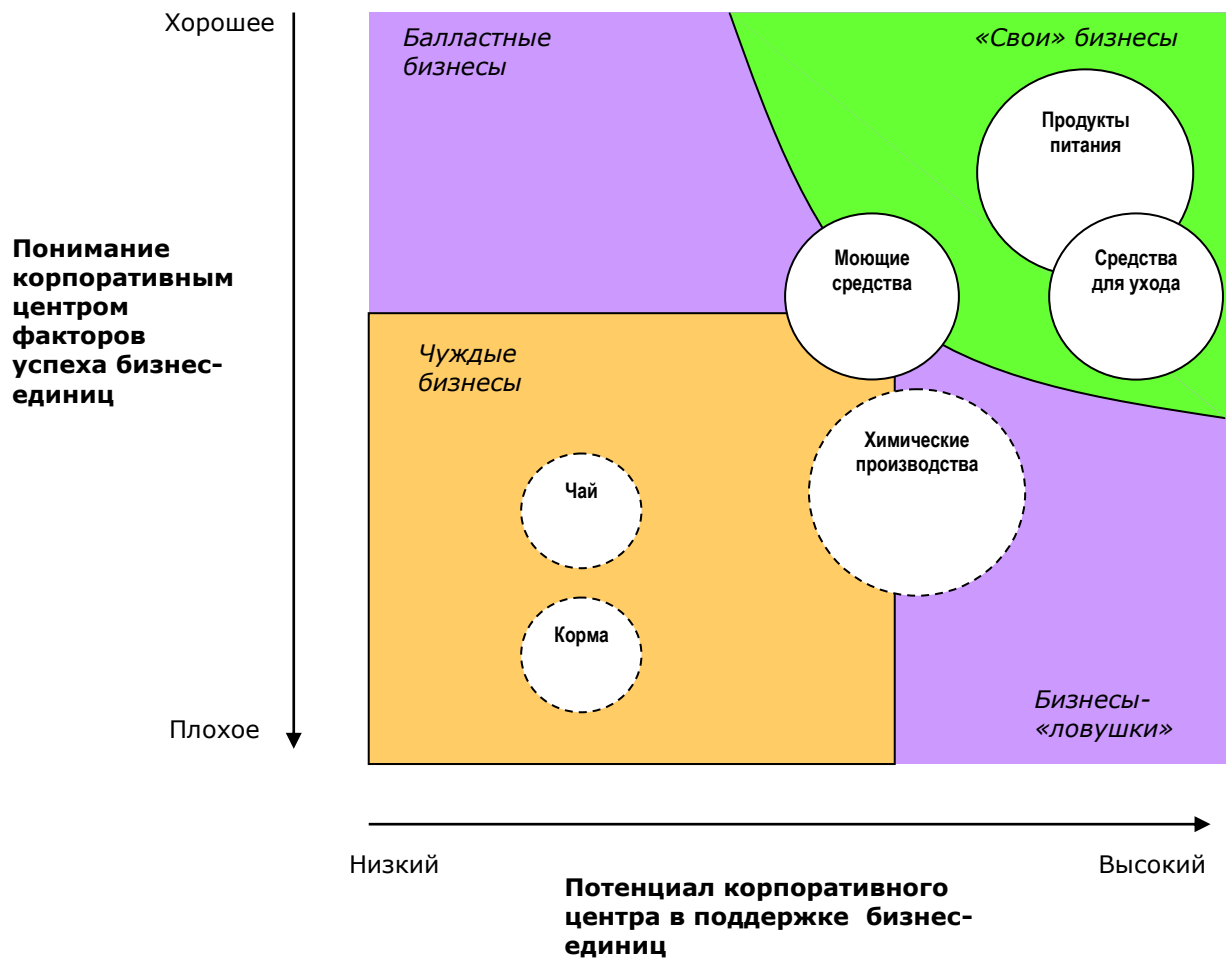 Хорошее
Балластные
бизнесы
«Свои» бизнесы
Продукты
питания
Понимание
корпоративным
центром
факторов
успеха бизнес-
единиц
Моющие
средства
Средства
для ухода
Чуждые
бизнесы
Химические
производства
Чай
Корма
Бизнесы-
«ловушки»
Плохое
Низкий
Высокий
Потенциал корпоративного
центра в поддержке  бизнес-
единиц